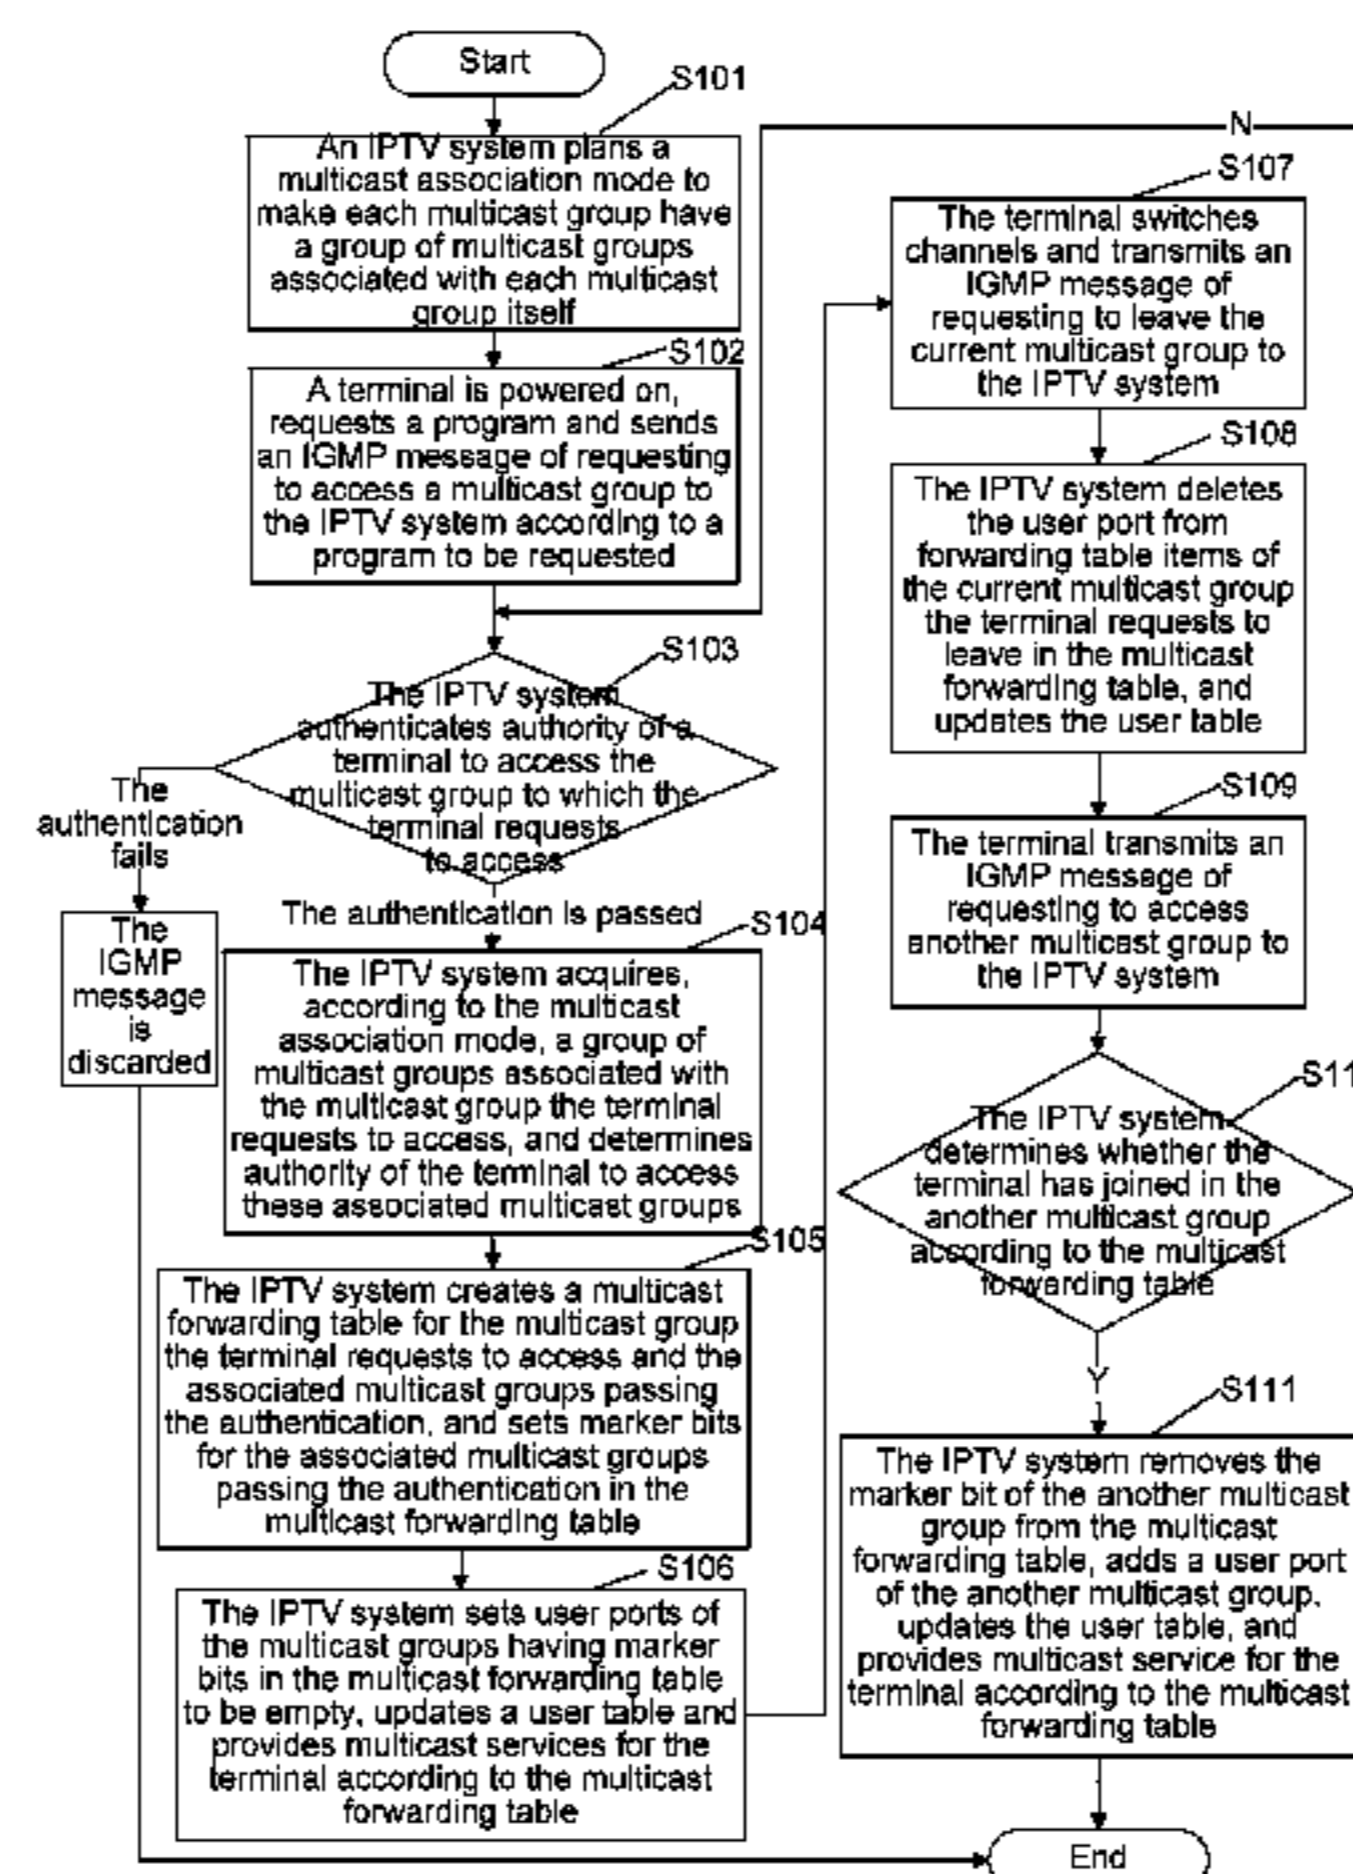 Start
S101
An IPTV system plans a
multicast association mode to
make each multicast group have
a group of multicast groups
associated with each multicast
group itself
S102
A terminal is powered on,
requests a program and sends
an IGMP message of requesting
to access a multicast group to
the IPTV system according to a
program to be requested
S103
The IPTV system
authenticates authority of a
terminal to access the
multicast group to which the
terminal requests
to access
The
authentication
fails
The
IGMP
message
is
discarded
The authentication is passed
S104
The IPTV system acquires,
according to the multicast
association mode, a group of
multicast groups associated with
the multicast group the terminal
requests to access, and determines
authority of the terminal to access
these associated multicast groups
S105
The IPTV system creates a multicast
forwarding table for the multicast group
the terminal requests to access and the
associated multicast groups passing
the authentication, and sets marker bits
for the associated multicast groups
passing the authentication in the
multicast forwarding table
S106
The IPTV system sets user ports of
the multicast groups having marker
bits in the multicast forwarding table
to be empty, updates a user table and
provides multicast services for the
terminal according to the multicast
forwarding table
N
S107
The terminal switches
channels and transmits an
IGMP message of
requesting to leave the
current multicast group to
the IPTV system
S108
The IPTV system deletes
the user port from
forwarding table items of
the current multicast group
the terminal requests to
leave in the multicast
forwarding table, and
updates the user table
S109
The terminal transmits an
IGMP message of
requesting to access
another multicast group to
the IPTV system
S11
The IPTV system
determines whether the
terminal has joined in the
another multicast group
according to the multicast
forwarding table
Y
S111
The IPTV system removes the
marker bit of the another multicast
group from the multicast
forwarding table, adds a user port
of the another multicast group,
updates the user table, and
provides multicast service for the
terminal according to the multicast
forwarding table
End